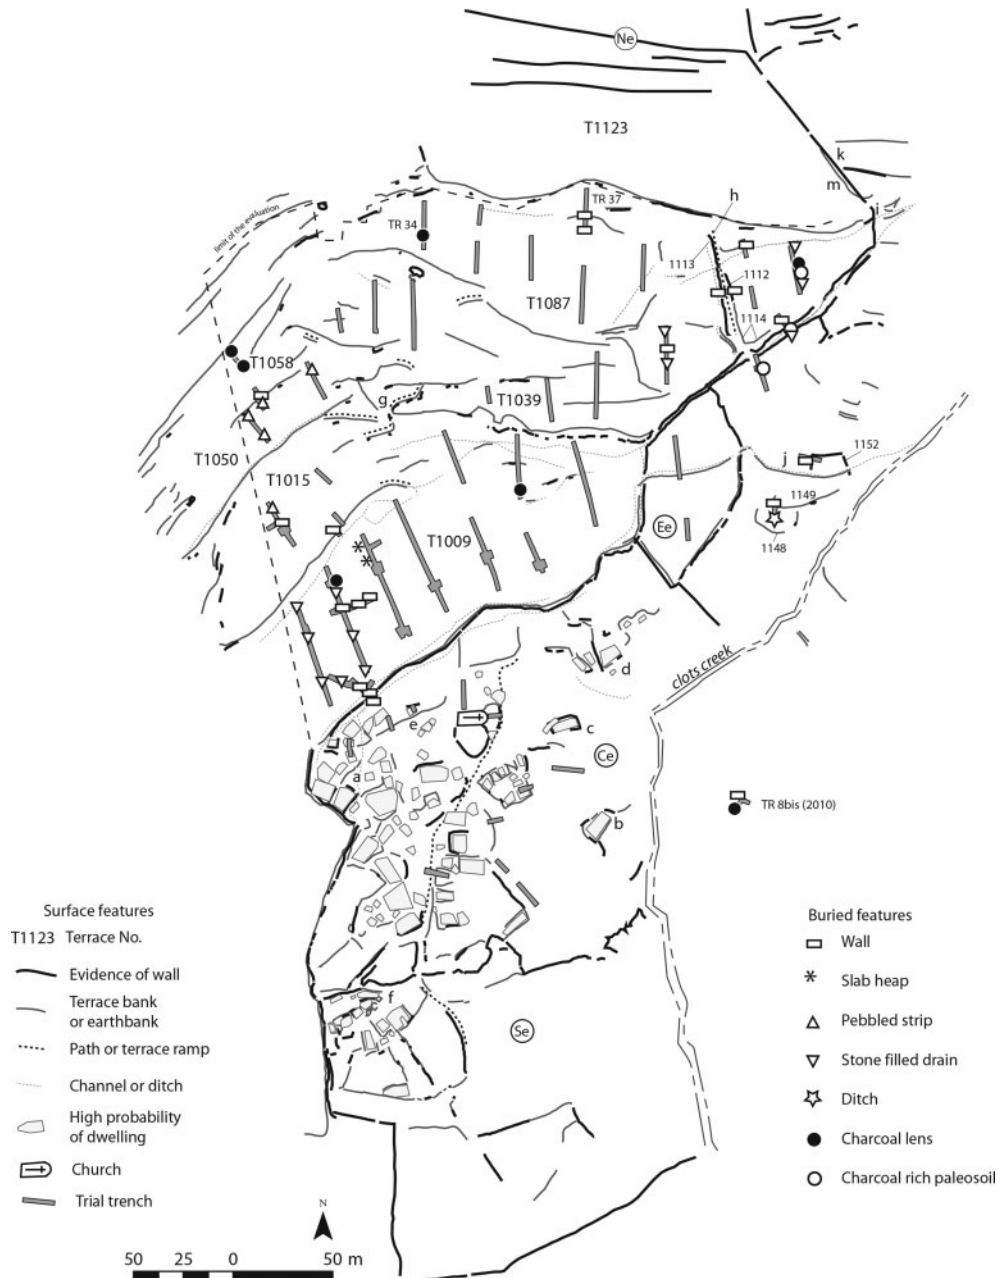 Ne
T1123
k
m
h
i
limit of the evaluation
TR 37
TR 34
1113
1112
T1087
1114
T1058
g
T1039
T1050
T1015
j
1152
1149
1148
Ee
T1009
clots creek
d
e
c
Ce
a
b
TR 8bis (2010)
f
Se
Surface features
T1123 Terrace No.
Evidence of wall
Terrace bank
or earthbank
Path or terrace ramp
Channel or ditch
High probability
of dwelling
Church
Trial trench
Buried features
Wall
Slab heap
Pebbled strip
Stone filled drain
Ditch
Charcoal lens
Charcoal rich paleosoil
N
50 25 0 50 m